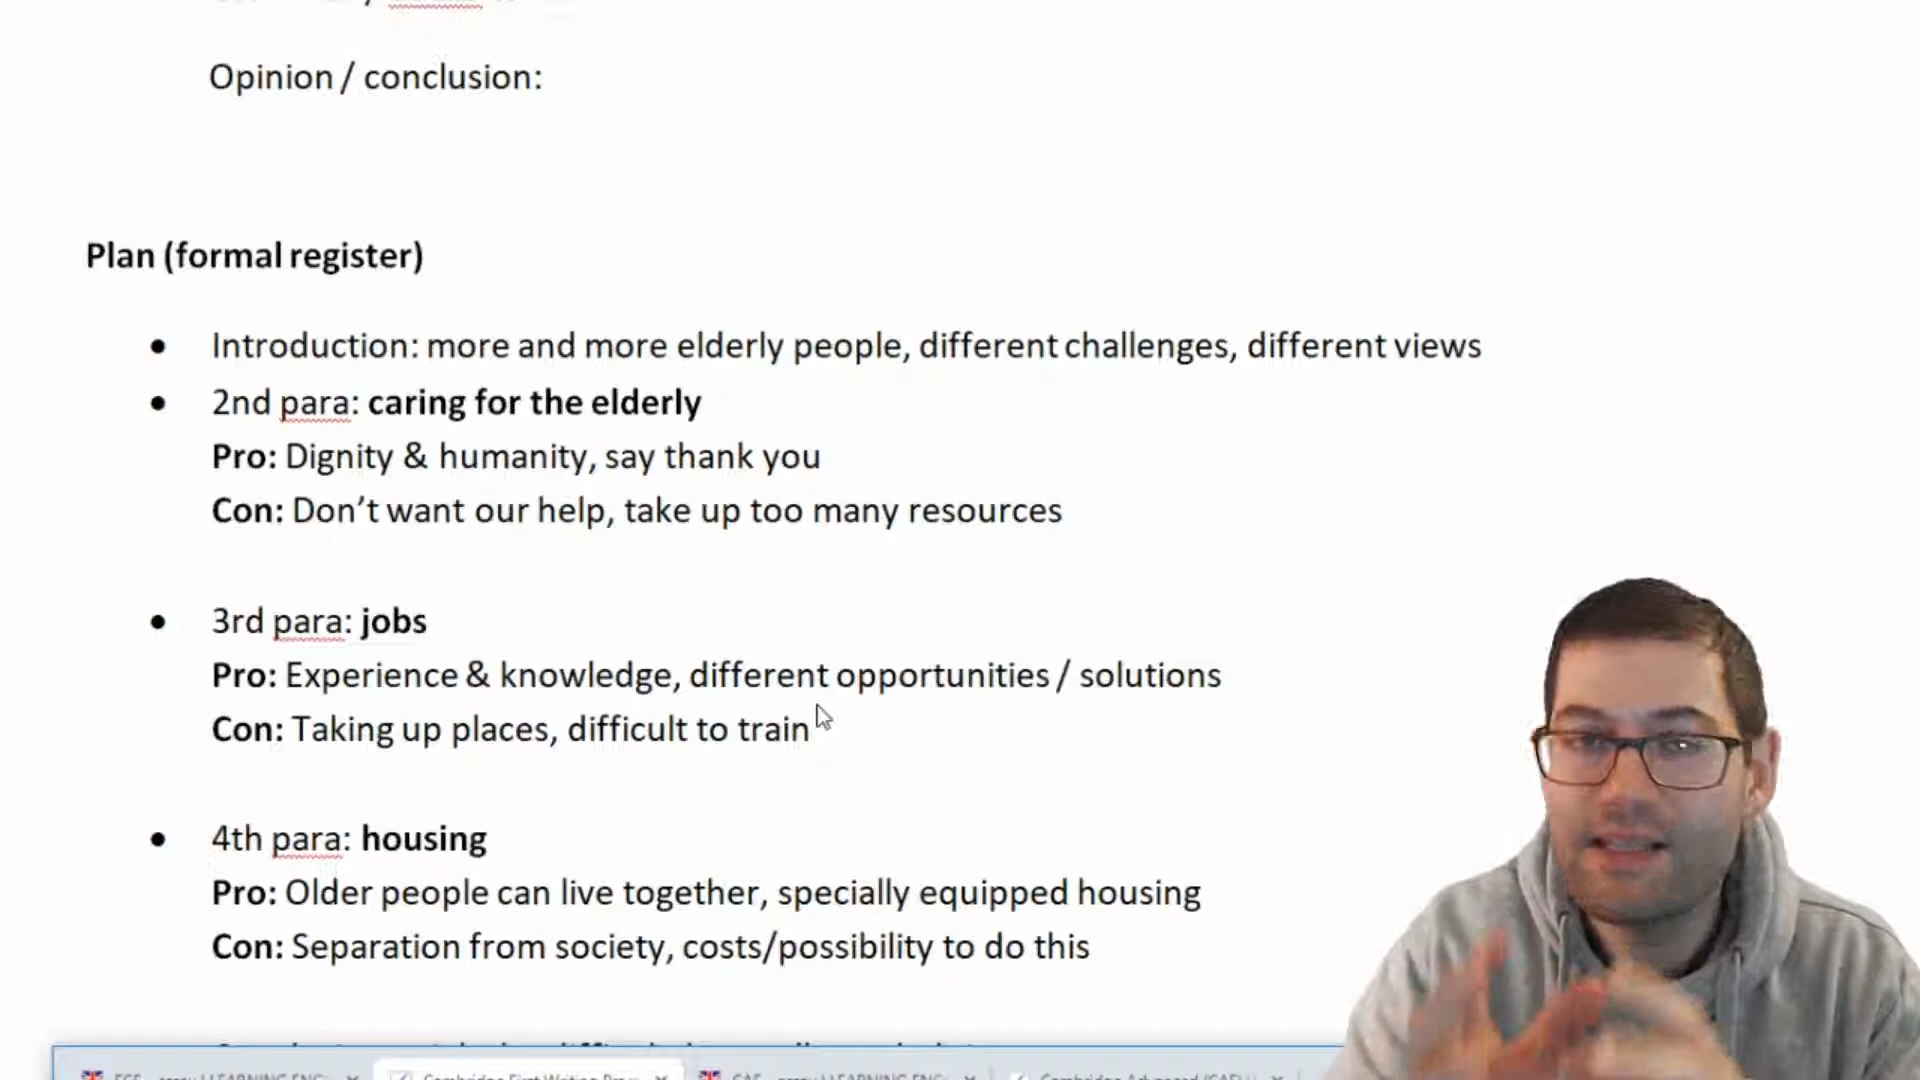 Opinion / conclusion:
Plan (formal register)
• Introduction: more and more elderly people, different challenges, different views
• 2nd para: caring for the elderly
Pro: Dignity & humanity, say thank you
Con: Don’t want our help, take up too many resources
• 3rd para: jobs
Pro: Experience & knowledge, different opportunities / solutions
Con: Taking up places, difficult to train
• 4th para: housing
Pro: Older people can live together, specially equipped housing
Con: Separation from society, costs/possibility to do this